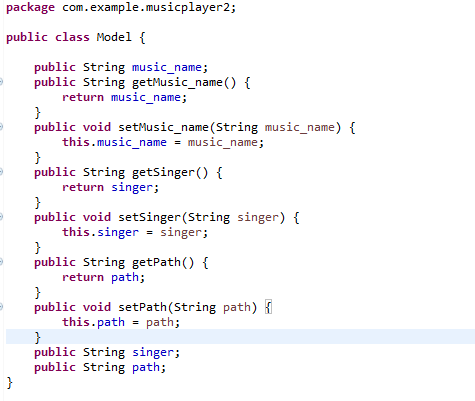 package com.example.musicplayer2;
public class Model {
public String music_name;
public String getMusic_name() {
return music_name;
}
public void setMusic_name(String music_name) {
this.music_name = music_name;
}
public String getSinger() {
return singer;
}
public void setSinger(String singer) {
this.singer = singer;
}
public String getPath() {
return path;
}
public void setPath(String path) {
this.path = path;
}
public String singer;
public String path;
}